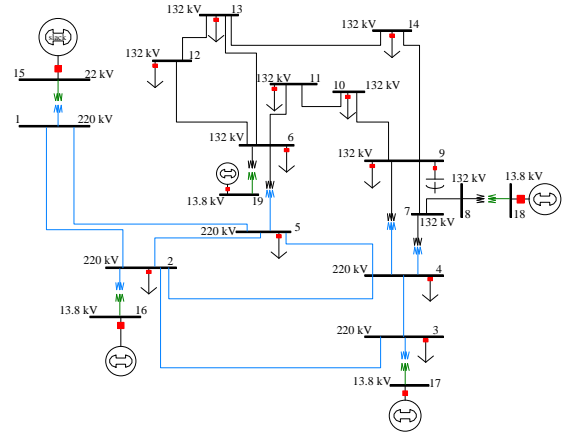 132 kV 13
132 kV 14
slack
132 kV 12
15 22 kV
132 kV 11
10 132 kV
1 220 kV
132 kV 6
132 kV 9
13.8 kV 19
132 kV 8
13.8 kV 18
7 132 kV
220 kV 5
220 kV 2
220 kV 4
13.8 kV 16
220 kV 3
13.8 kV 17